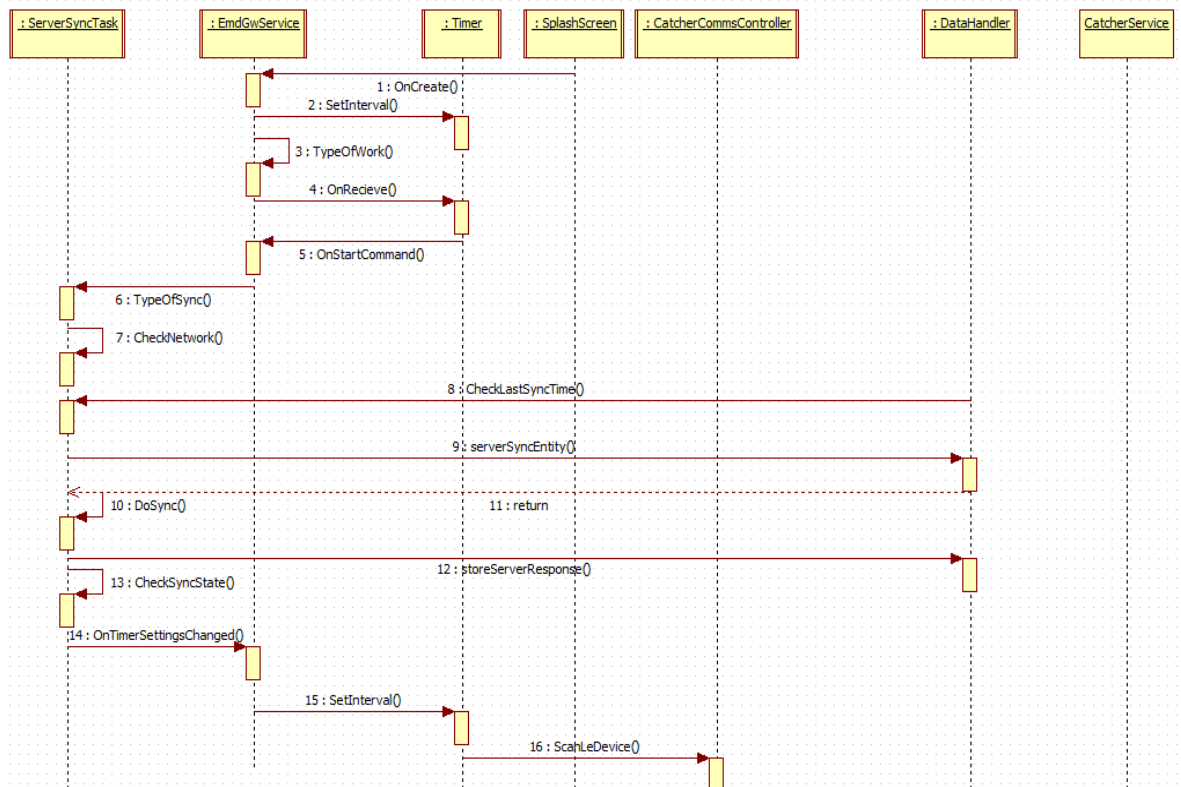 : ServerSyncTask
: EmdGwService
: Timer
: SplashScreen
: CatcherCommsController
: DataHandler
CatcherService
1 : OnCreate()
2 : SetInterval()
3 : TypeOfWork()
4 : OnRecieve()
5 : OnStartCommand()
6 : TypeOfSync()
7 : CheckNetwork()
8 : CheckLastSyncTime()
9 : serverSyncEntity()
10 : DoSync()
11 : return
12 : storeServerResponse()
13 : CheckSyncState()
14 : OnTimerSettingsChanged()
15 : SetInterval()
16 : ScanLeDevice()